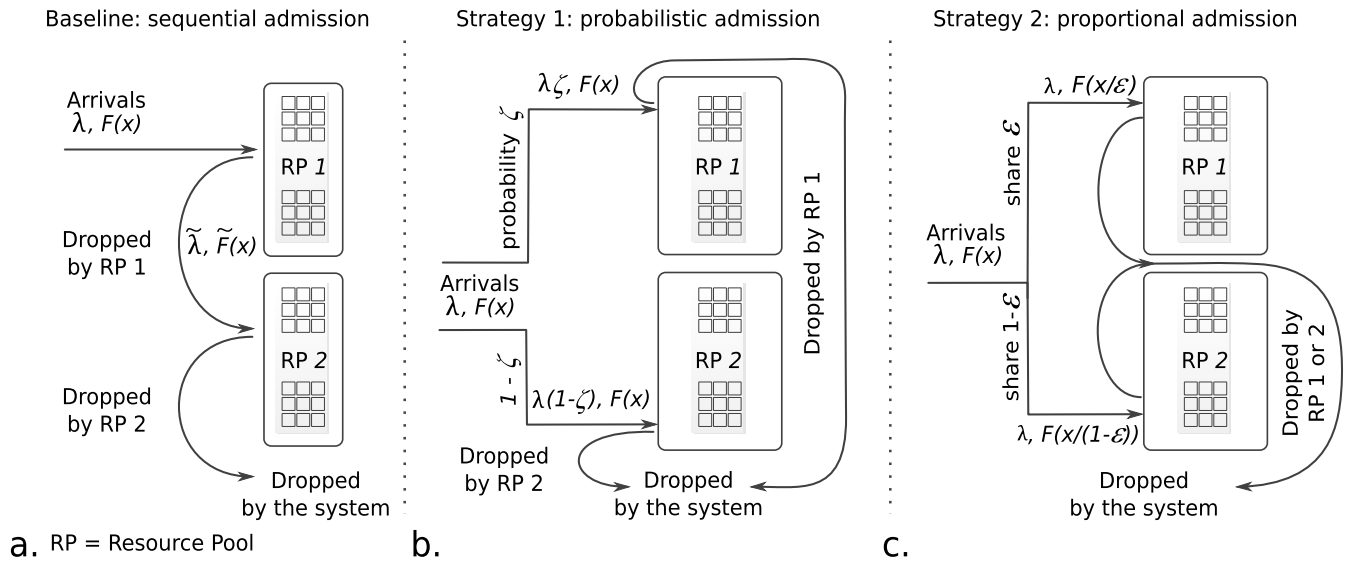 Baseline: sequential admission
Arrivals
λ, F(x)
RP 1
Dropped
by RP 1
λ̃, F̃(x)
RP 2
Dropped
by RP 2
Dropped
by the system
a.
RP = Resource Pool
Strategy 1: probabilistic admission
λζ, F(x)
probability ζ
RP 1
Dropped by RP 1
Arrivals
λ, F(x)
1 - ζ
λ(1-ζ), F(x)
RP 2
Dropped
by RP 2
Dropped
by the system
b.
Strategy 2: proportional admission
λ, F(x/ℰ)
share ℰ
RP 1
Arrivals
λ, F(x)
share 1-ℰ
RP 2
λ, F(x/(1-ℰ))
Dropped by
RP 1 or 2
Dropped
by the system
c.